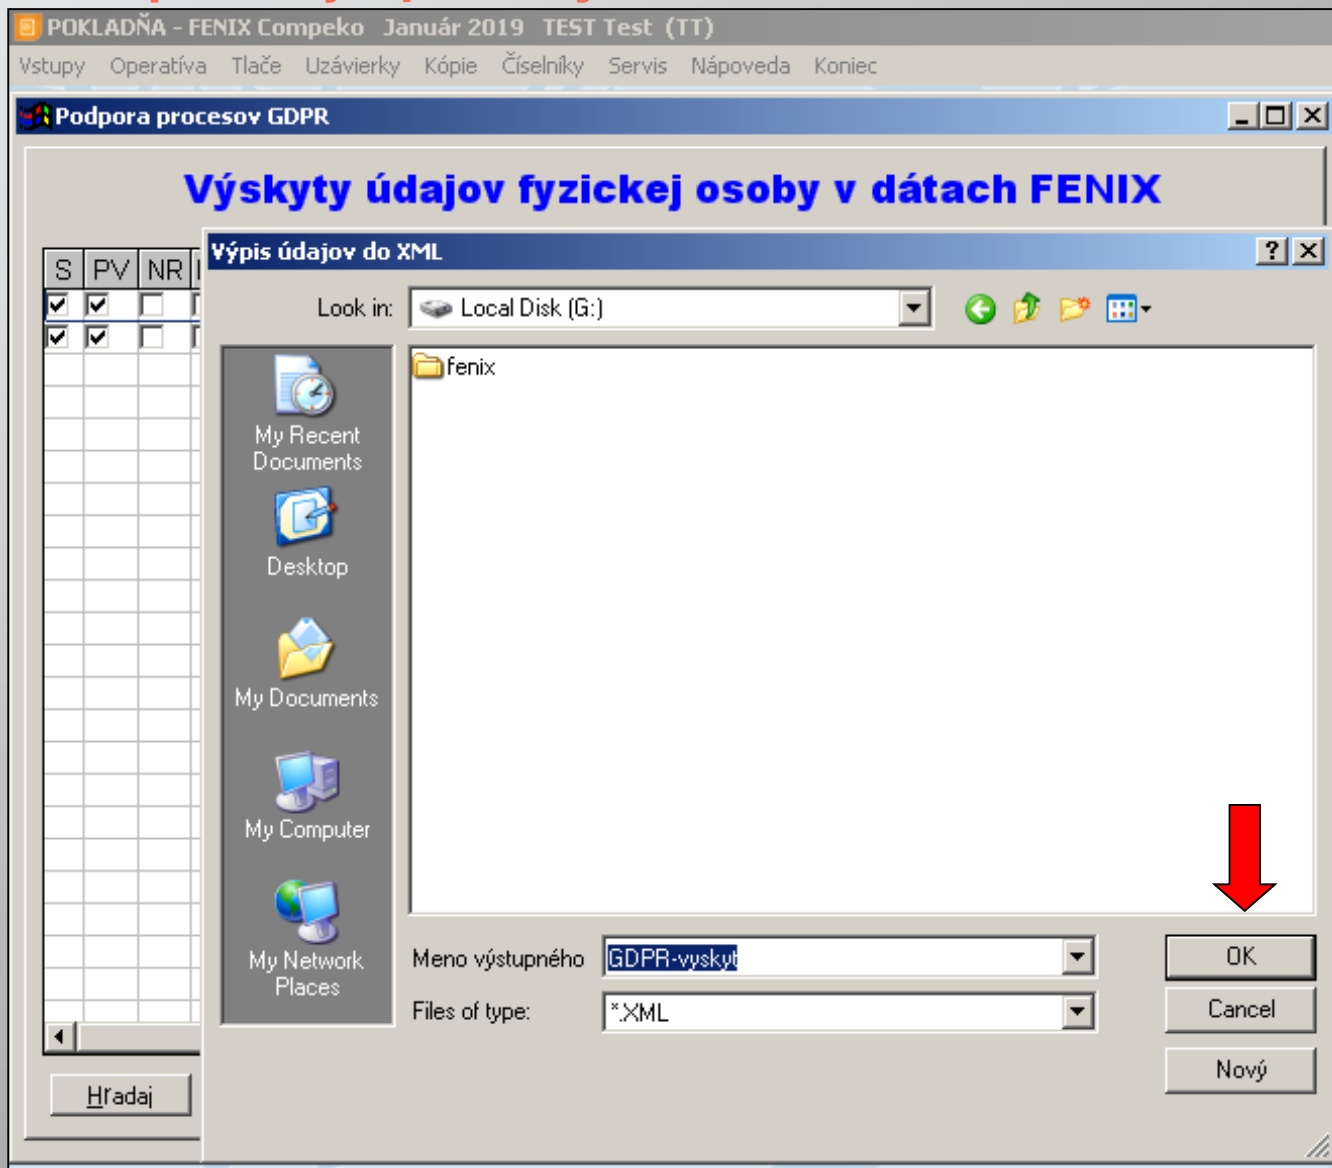 POKLADŇA - FENIX Compeko Január 2019 TEST Test (TT)
Vstupy Operatíva Tlače Uzávierky Kópie Číselníky Servis Nápoveda Koniec
Podpora procesov GDPR
Výskyty údajov fyzickej osoby v dátach FENIX
S PV NR
Výpis údajov do XML
Look in: Local Disk (G:)
fenix
My Recent
Documents
Desktop
My Documents
My Computer
My Network
Places
Meno výstupného GDPR-vyskyt
OK
Files of type: *.XML
Cancel
Nový
Hľadaj